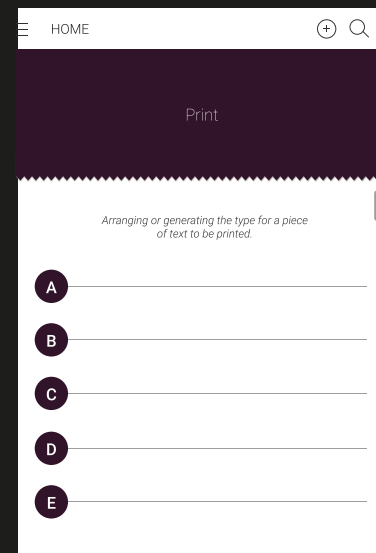 HOME
Print
Arranging or generating the type for a piece
of text to be printed.
A
B
C
D
E